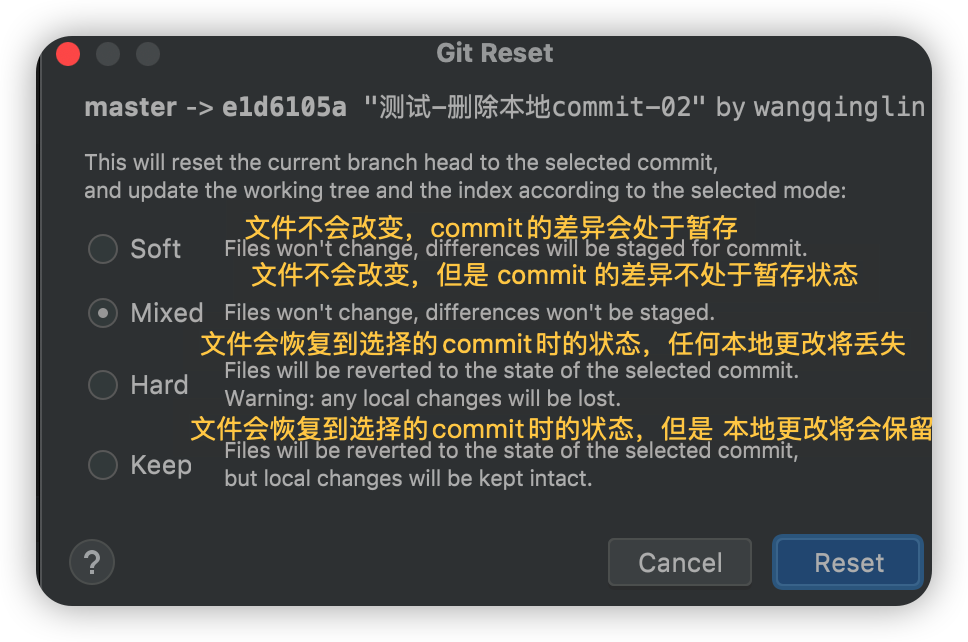 Git Reset
master -> e1d6105a "测试-删除本地commit-02" by wangqinglin
This will reset the current branch head to the selected commit,
and update the working tree and the index according to the selected mode:
文件不会改变，commit的差异会处于暂存
Soft Files won't change, differences will be staged for commit.
文件不会改变，但是 commit 的差异不处于暂存状态
Mixed Files won't change, differences won't be staged.
文件会恢复到选择的commit时的状态，任何本地更改将丢失
Hard Files will be reverted to the state of the selected commit.
Warning: any local changes will be lost.
文件会恢复到选择的commit时的状态，但是 本地更改将会保留
Keep Files will be reverted to the state of the selected commit,
but local changes will be kept intact.
? Cancel Reset